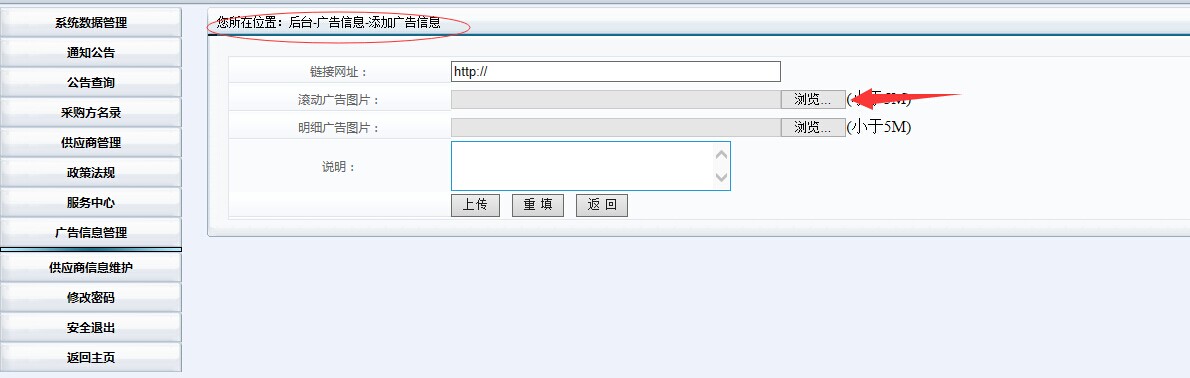 系统数据管理
通知公告
公告查询
采购方名录
供应商管理
政策法规
服务中心
广告信息管理
供应商信息维护
修改密码
安全退出
返回主页
您所在位置：后台-广告信息-添加广告信息
链接网址：
http://
滚动广告图片：
浏览...
(小于5M)
明细广告图片：
浏览...
(小于5M)
说明：
上传
重填
返回